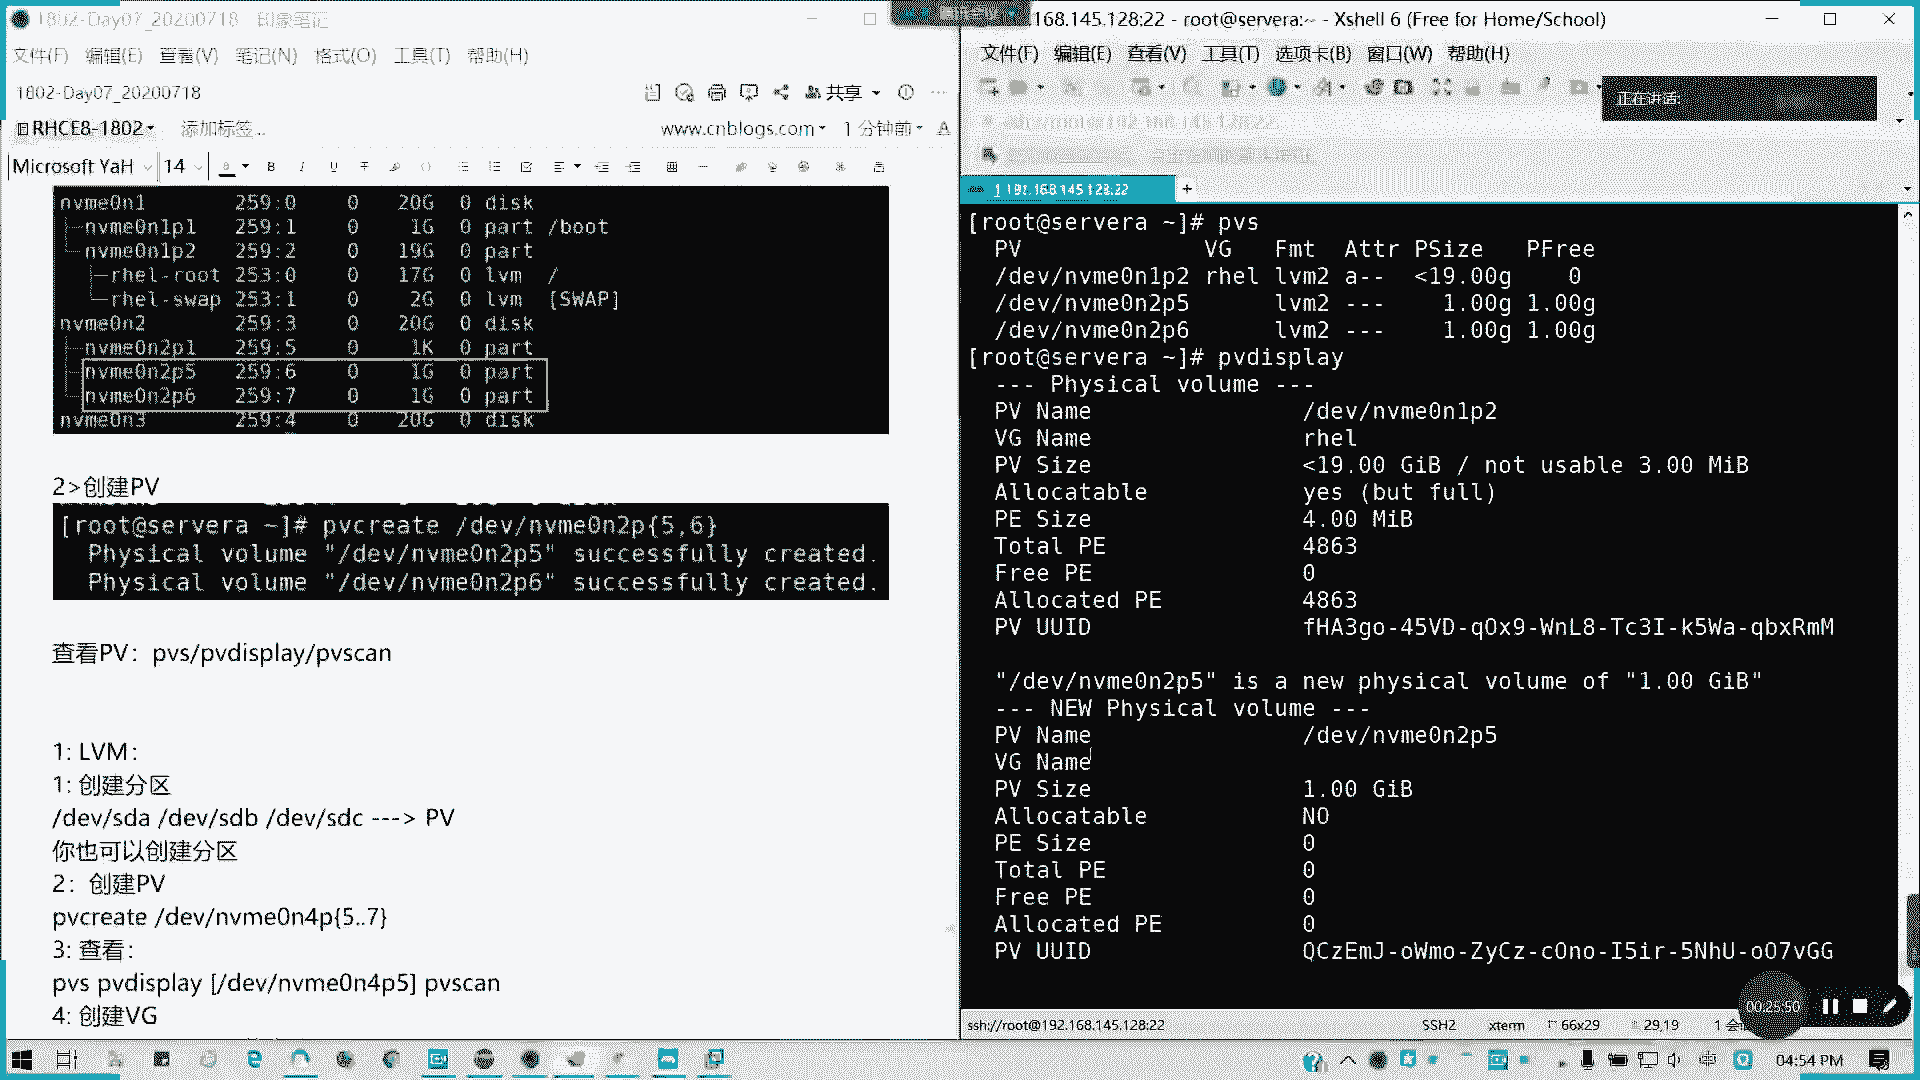 1802-Day07_20200718 - 印象笔记
文件(F) 编辑(E) 查看(V) 笔记(N) 格式(O) 工具(T) 帮助(H)
1802-Day07_20200718
共享
RHCE8-1802
添加标签...
www.cnblogs.com
1 分钟前
Microsoft YaH
14
nvme0n1 259:0 0 20G 0 disk
├─nvme0n1p1 259:1 0 1G 0 part /boot
└─nvme0n1p2 259:2 0 19G 0 part
├─rhel-root 253:0 0 17G 0 lvm /
└─rhel-swap 253:1 0 2G 0 lvm [SWAP]
nvme0n2 259:3 0 20G 0 disk
├─nvme0n2p1 259:5 0 1K 0 part
├─nvme0n2p5 259:6 0 1G 0 part
└─nvme0n2p6 259:7 0 1G 0 part
nvme0n3 259:4 0 20G 0 disk
2>创建PV
[root@servera ~]# pvcreate /dev/nvme0n2p{5,6}
Physical volume "/dev/nvme0n2p5" successfully created.
Physical volume "/dev/nvme0n2p6" successfully created.
查看PV：pvs/pvdisplay/pvscan
1: LVM：
1: 创建分区
/dev/sda /dev/sdb /dev/sdc ---> PV
你也可以创建分区
2：创建PV
pvcreate /dev/nvme0n4p{5..7}
3: 查看：
pvs pvdisplay [/dev/nvme0n4p5] pvscan
4: 创建VG
168.145.128:22 - root@servera:~ - Xshell 6 (Free for Home/School)
文件(F) 编辑(E) 查看(V) 工具(T) 选项卡(B) 窗口(W) 帮助(H)
正在讲话:
1 192.168.145.128:22
+
[root@servera ~]# pvs
PV VG Fmt Attr PSize PFree
/dev/nvme0n1p2 rhel lvm2 a-- <19.00g 0
/dev/nvme0n2p5 lvm2 --- 1.00g 1.00g
/dev/nvme0n2p6 lvm2 --- 1.00g 1.00g
[root@servera ~]# pvdisplay
--- Physical volume ---
PV Name /dev/nvme0n1p2
VG Name rhel
PV Size <19.00 GiB / not usable 3.00 MiB
Allocatable yes (but full)
PE Size 4.00 MiB
Total PE 4863
Free PE 0
Allocated PE 4863
PV UUID fHA3go-45VD-qOx9-WnL8-Tc3I-k5Wa-qbxRmM
"/dev/nvme0n2p5" is a new physical volume of "1.00 GiB"
--- NEW Physical volume ---
PV Name /dev/nvme0n2p5
VG Name
PV Size 1.00 GiB
Allocatable NO
PE Size 0
Total PE 0
Free PE 0
Allocated PE 0
PV UUID QCzEmJ-oWmo-ZyCz-cOno-I5ir-5NhU-oO7vGG
00:25:50
ssh://root@192.168.145.128:22
SSH2
xterm
66x29
29,19
04:54 PM